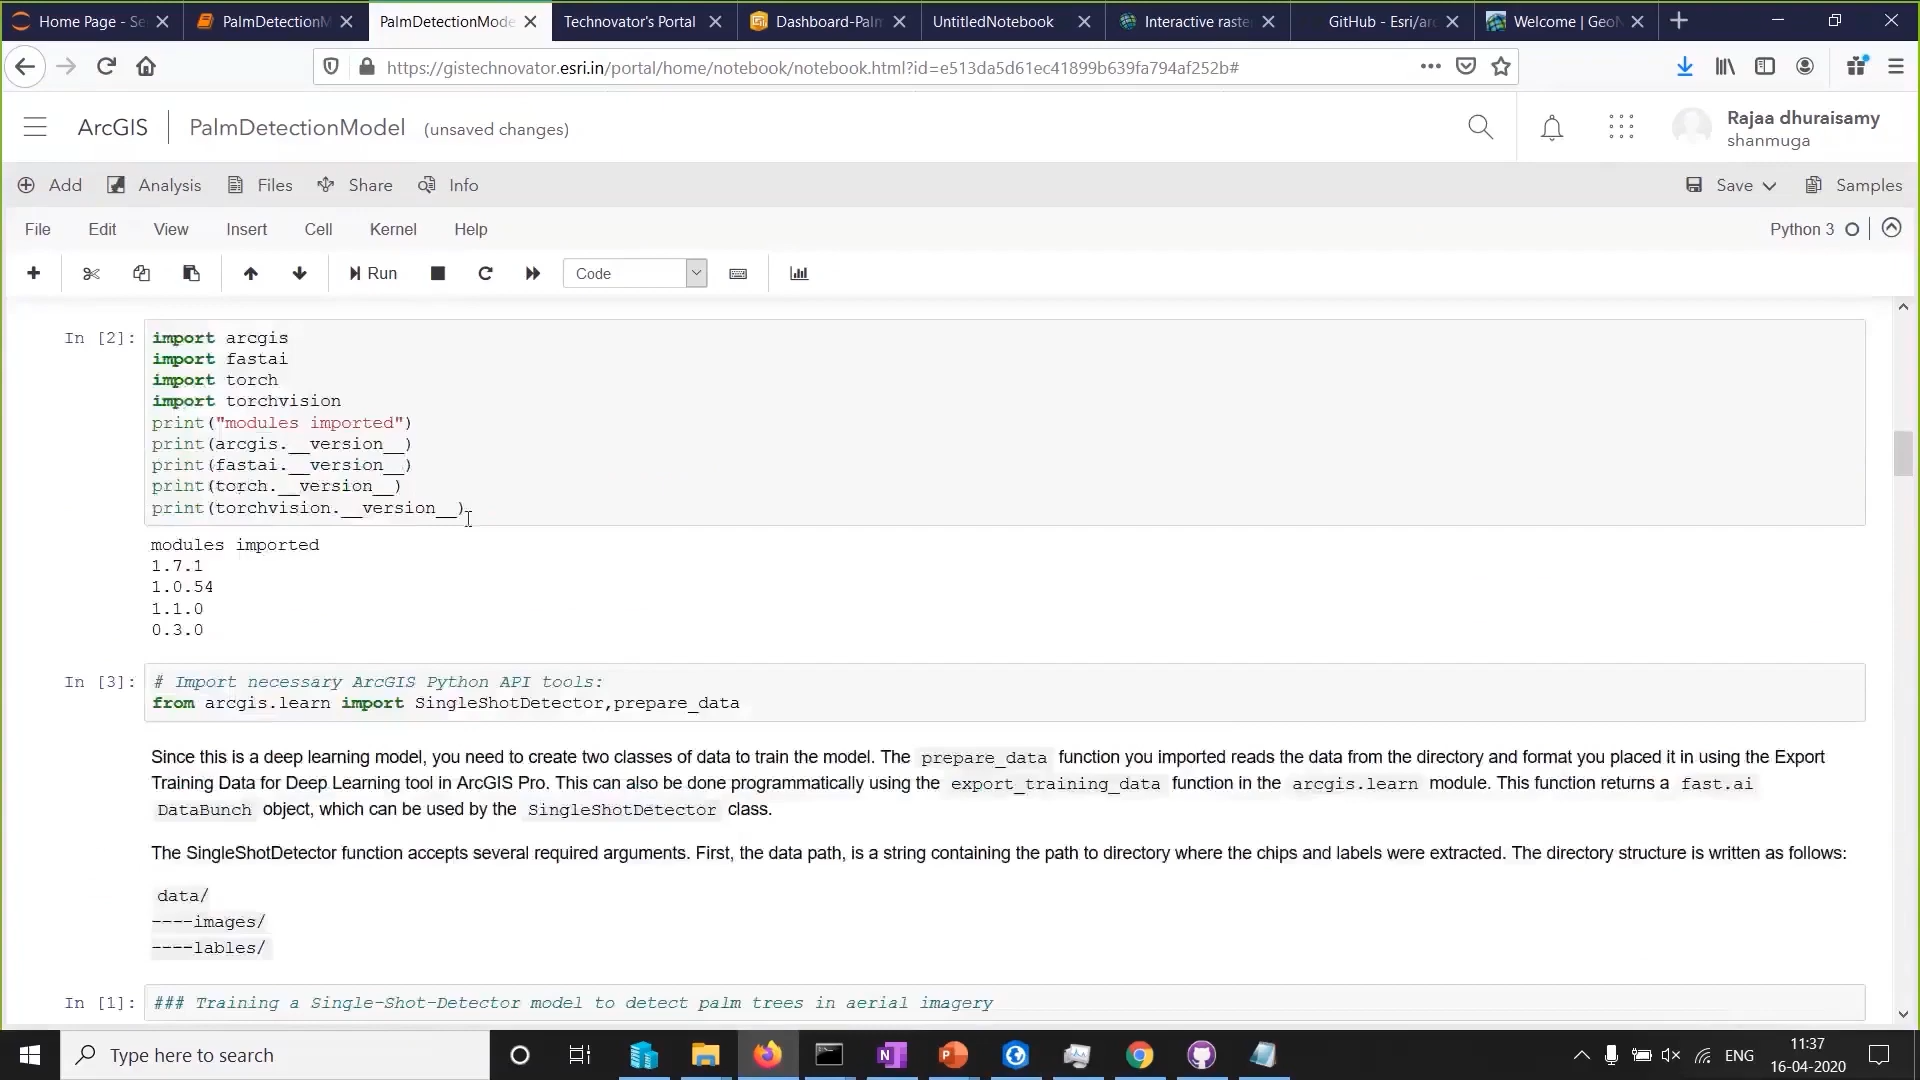 Home Page - Se
PalmDetectionM
PalmDetectionMode
Technovator's Portal
Dashboard-Palm
UntitledNotebook
Interactive raste
GitHub - Esri/ar
Welcome | GeoN
https://gistechnovator.esri.in/portal/home/notebook/notebook.html?id=e513da5d61ec41899b639fa794af252b#
ArcGIS
PalmDetectionModel (unsaved changes)
Rajaa dhuraisamy
shanmuga
Add Analysis Files Share Info
Save Samples
File Edit View Insert Cell Kernel Help
Python 3
Run
Code
In [2]:
import arcgis
import fastai
import torch
import torchvision
print("modules imported")
print(arcgis.__version__)
print(fastai.__version__)
print(torch.__version__)
print(torchvision.__version__)
modules imported
1.7.1
1.0.54
1.1.0
0.3.0
In [3]:
# Import necessary ArcGIS Python API tools:
from arcgis.learn import SingleShotDetector,prepare_data
Since this is a deep learning model, you need to create two classes of data to train the model. The prepare_data function you imported reads the data from the directory and format you placed it in using the Export
Training Data for Deep Learning tool in ArcGIS Pro. This can also be done programmatically using the export_training_data function in the arcgis.learn module. This function returns a fast.ai
DataBunch object, which can be used by the SingleShotDetector class.
The SingleShotDetector function accepts several required arguments. First, the data path, is a string containing the path to directory where the chips and labels were extracted. The directory structure is written as follows:
data/
----images/
----lables/
In [1]:
### Training a Single-Shot-Detector model to detect palm trees in aerial imagery
Type here to search
ENG
11:37
16-04-2020